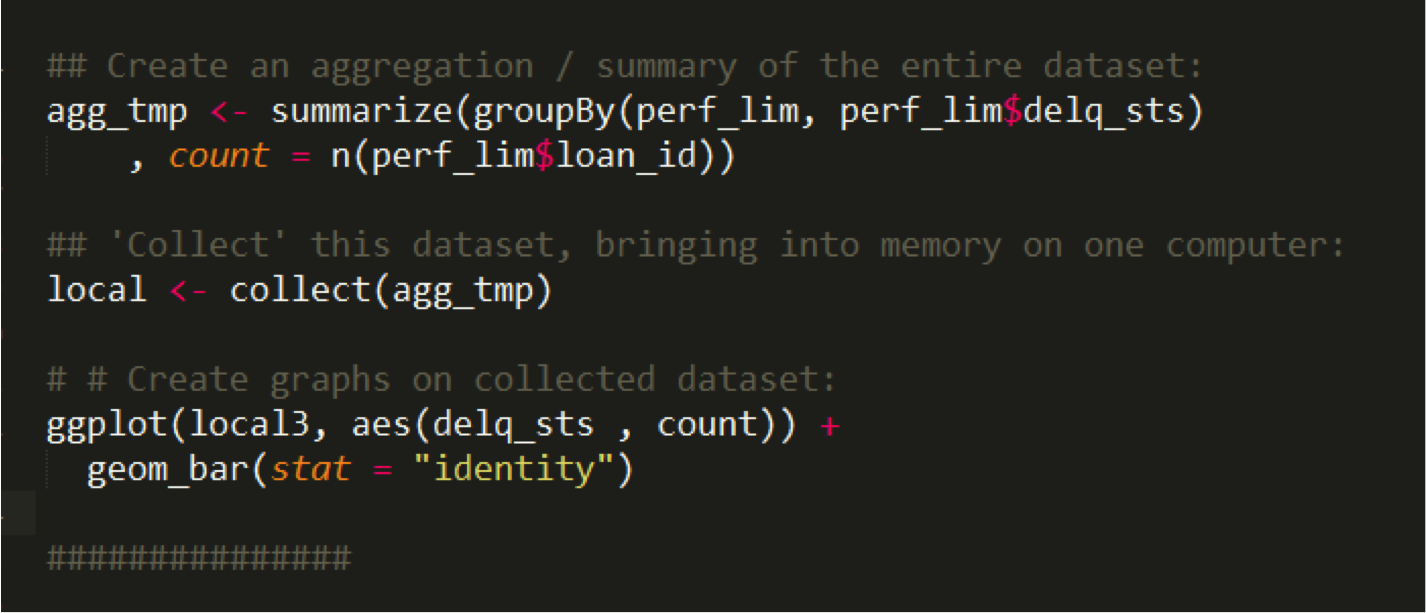 ## Create an aggregation / summary of the entire dataset:
agg_tmp <- summarize(groupBy(perf_lim, perf_lim$delq_sts)
, count = n(perf_lim$loan_id))
## 'Collect' this dataset, bringing into memory on one computer:
local <- collect(agg_tmp)
# # Create graphs on collected dataset:
ggplot(local3, aes(delq_sts , count)) +
geom_bar(stat = "identity")
###############